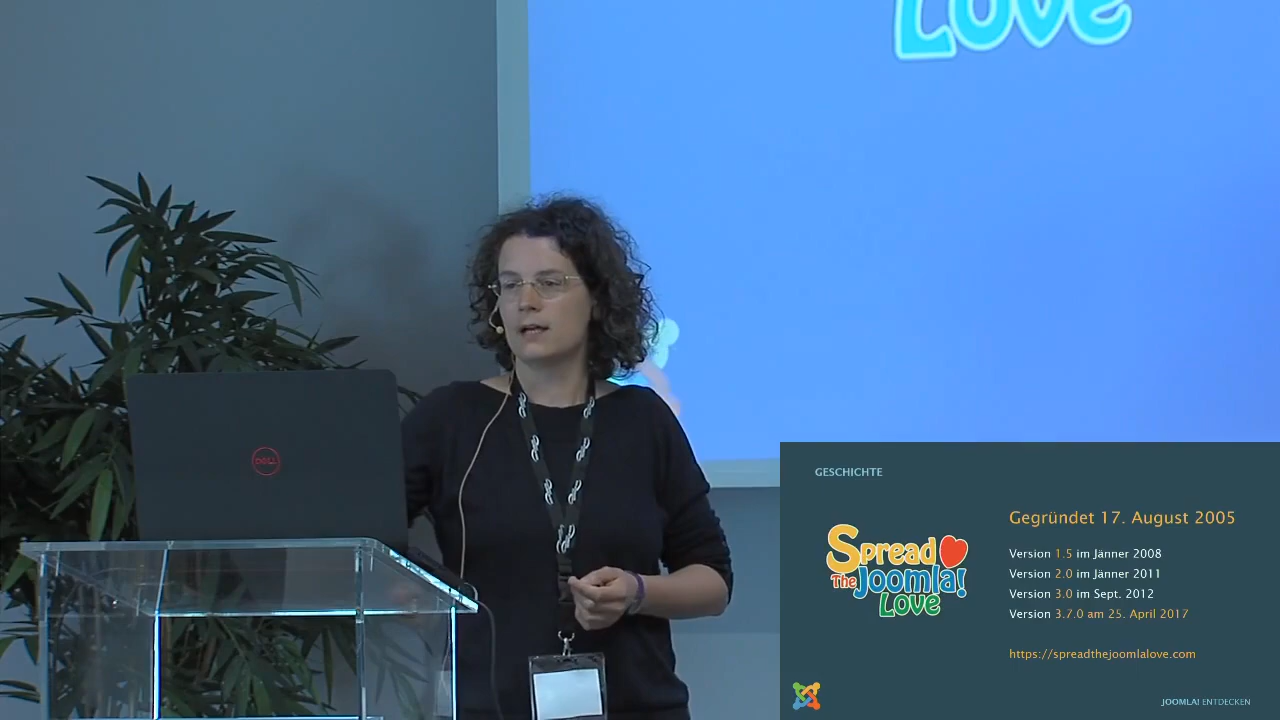 Love
DELL
GESCHICHTE
Gegründet 17. August 2005
Spread
The Joomla!
Love
Version 1.5 im Jänner 2008
Version 2.0 im Jänner 2011
Version 3.0 im Sept. 2012
Version 3.7.0 am 25. April 2017
https://spreadthejoomlalove.com
JOOMLA! ENTDECKEN